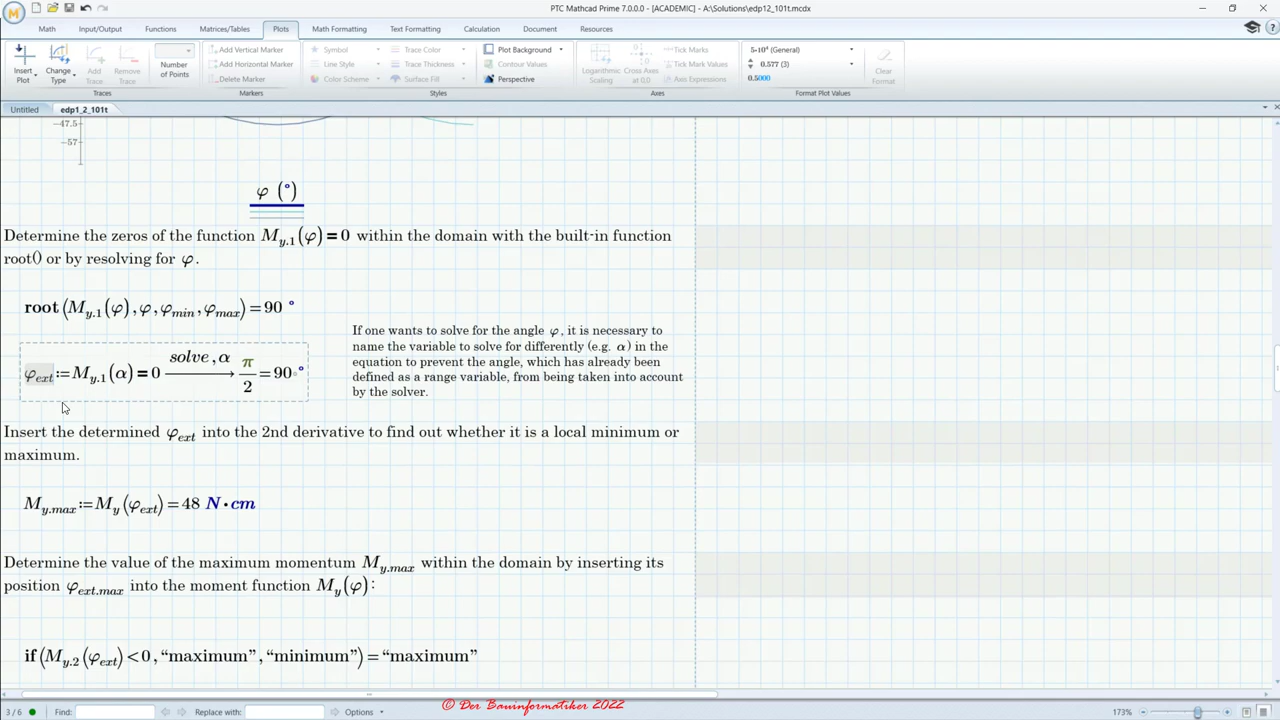 PTC Mathcad Prime 7.0.0.0 - [ACADEMIC] - A:\Solutions\edp12_101t.mcdx
Math Input/Output Functions Matrices/Tables Plots Math Formatting Text Formatting Calculation Document Resources
Insert Plot
Change Type
Add Trace
Remove Trace
Traces
Number of Points
Add Vertical Marker
Add Horizontal Marker
Delete Marker
Markers
Symbol
Line Style
Color Scheme
Trace Color
Trace Thickness
Surface Fill
Styles
Plot Background
Contour Values
Perspective
Logarithmic Scaling
Cross Axes at 0,0
Tick Marks
Tick Mark Values
Axis Expressions
Axes
5•10⁴ (General)
0.577 (3)
0.5000
Format Plot Values
Clear Format
Untitled edp1_2_101t
−47.5
−57
φ (°)
Determine the zeros of the function M_y.1(φ)=0 within the domain with the built-in function
root() or by resolving for φ.
root(M_y.1(φ),φ,φ_min,φ_max)=90 °
If one wants to solve for the angle φ, it is necessary to
name the variable to solve for differently (e.g. α) in the
equation to prevent the angle, which has already been
defined as a range variable, from being taken into account
by the solver.
φ_ext:=M_y.1(α)=0 solve,α → π/2=90 °
Insert the determined φ_ext into the 2nd derivative to find out whether it is a local minimum or
maximum.
M_y.max:=M_y(φ_ext)=48 N•cm
Determine the value of the maximum momentum M_y.max within the domain by inserting its
position φ_ext.max into the moment function M_y(φ):
if(M_y.2(φ_ext)<0,“maximum”,“minimum”)=“maximum”
© Der Bauinformatiker 2022
3 / 6 Find: Replace with: Options 173%